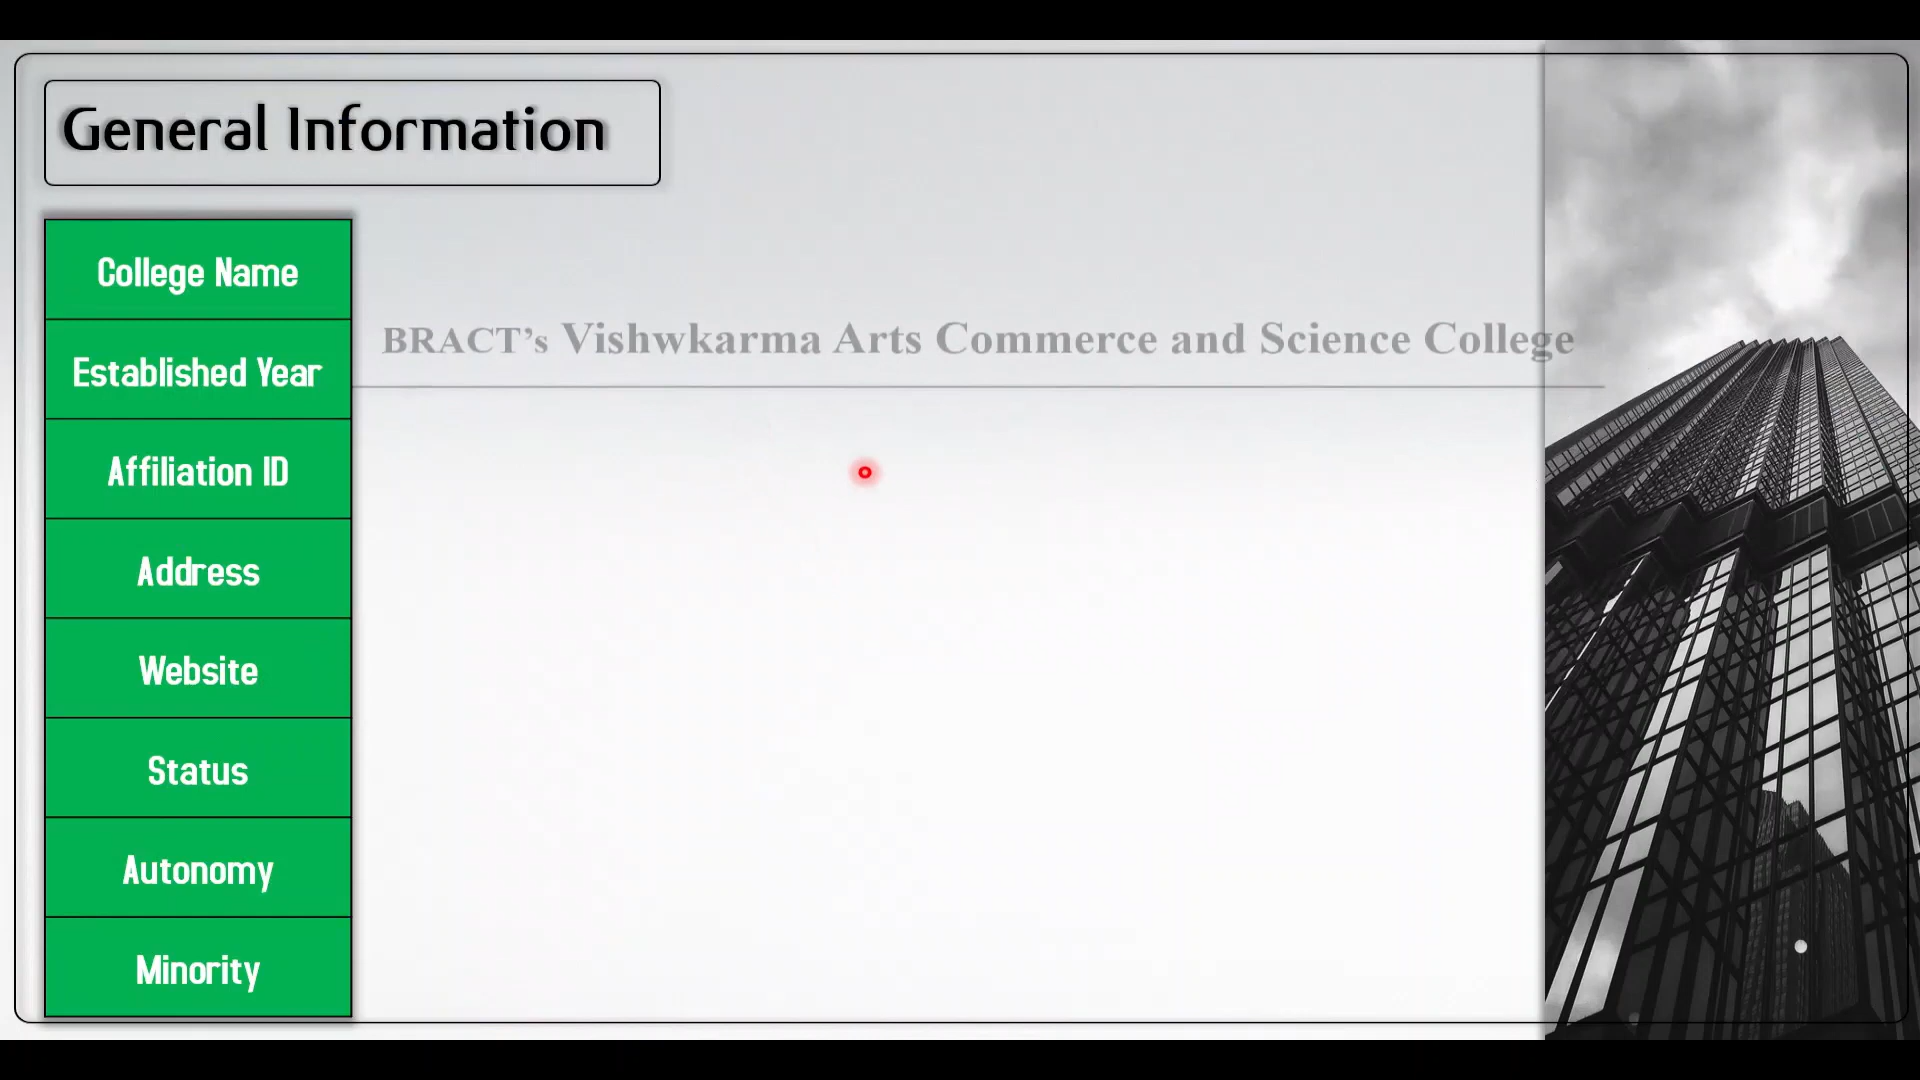 General Information
College Name
BRACT’s Vishwkarma Arts Commerce and Science College
Established Year
Affiliation ID
Address
Website
Status
Autonomy
Minority